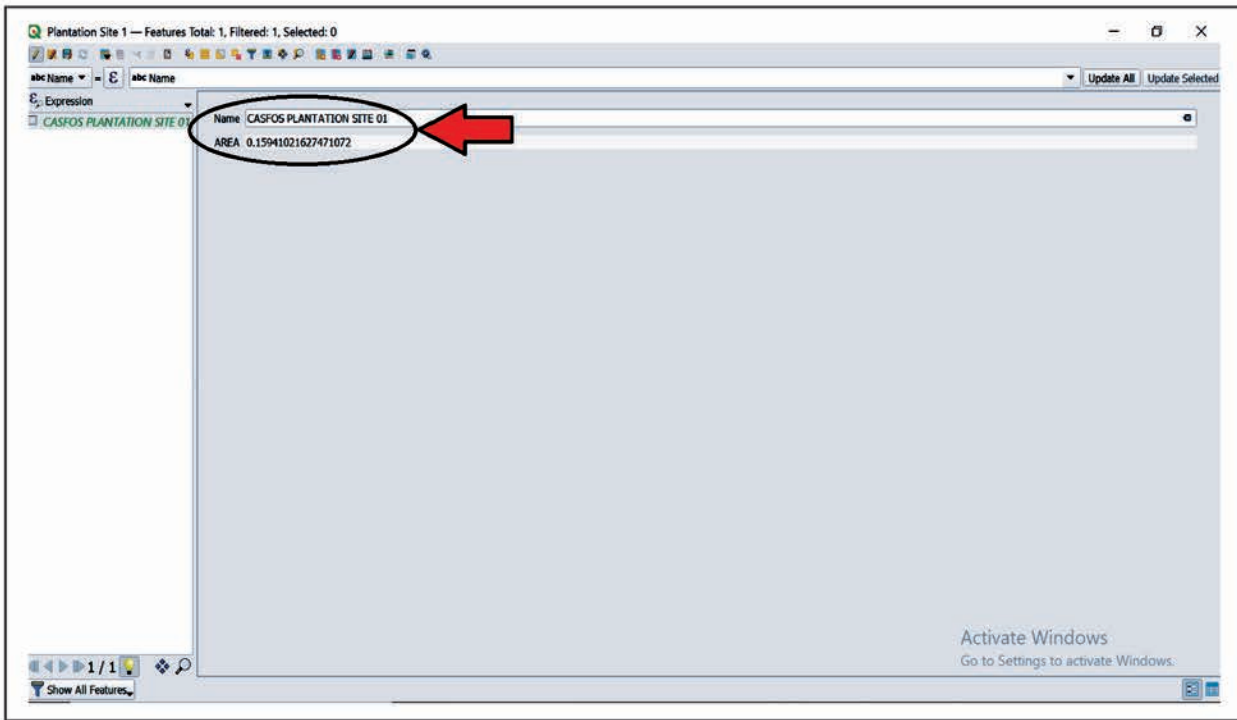 Plantation Site 1 — Features Total: 1, Filtered: 1, Selected: 0
abc Name = ε abc Name Update All Update Selected
ε Expression
CASFOS PLANTATION SITE 01
Name CASFOS PLANTATION SITE 01
AREA 0.15941021627471072
Activate Windows
Go to Settings to activate Windows.
1 / 1
Show All Features